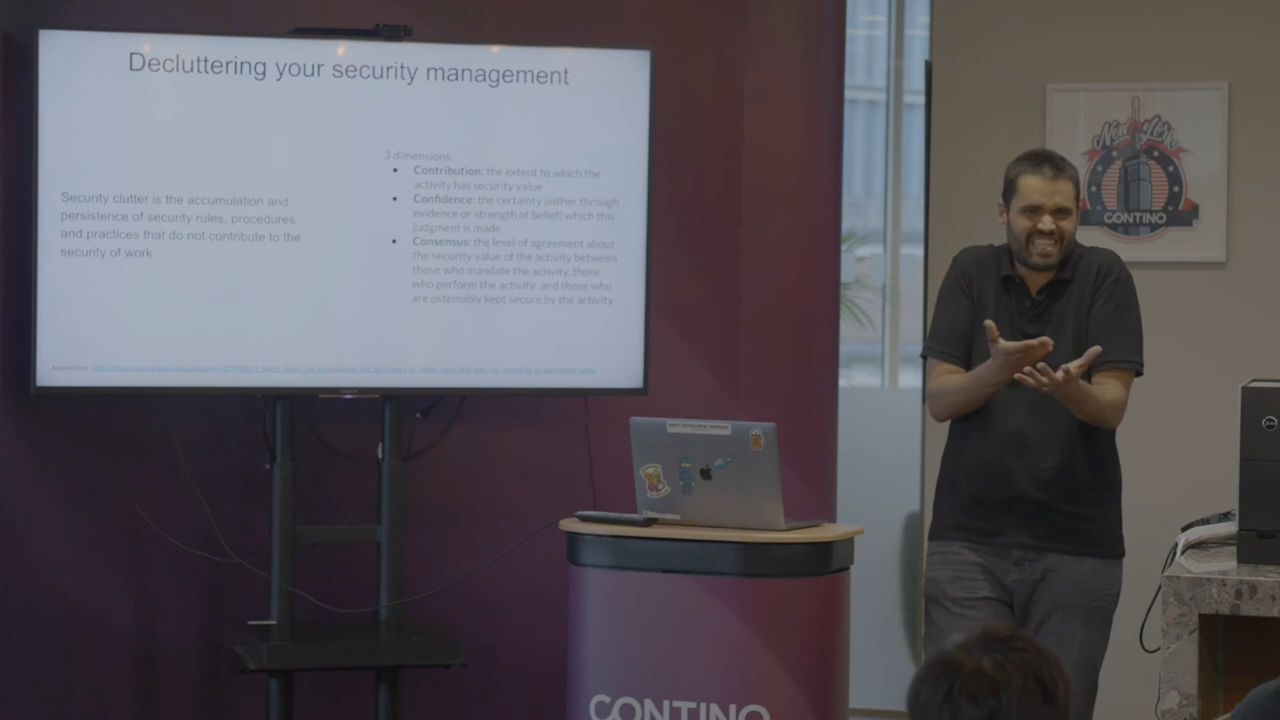 Decluttering your security management
Security clutter is the accumulation and
persistence of security rules, procedures
and practices that do not contribute to the
security of work
3 dimensions:
Contribution: the extent to which the
activity has security value
Confidence: the certainty (either through
evidence or strength of belief) which this
judgment is made
Consensus: the level of agreement about
the security value of the activity between
those who mandate the activity, those
who perform the activity ,and those who
are ostensibly kept secure by the activity
Adapted from:
New York
CONTINO
CONTINO